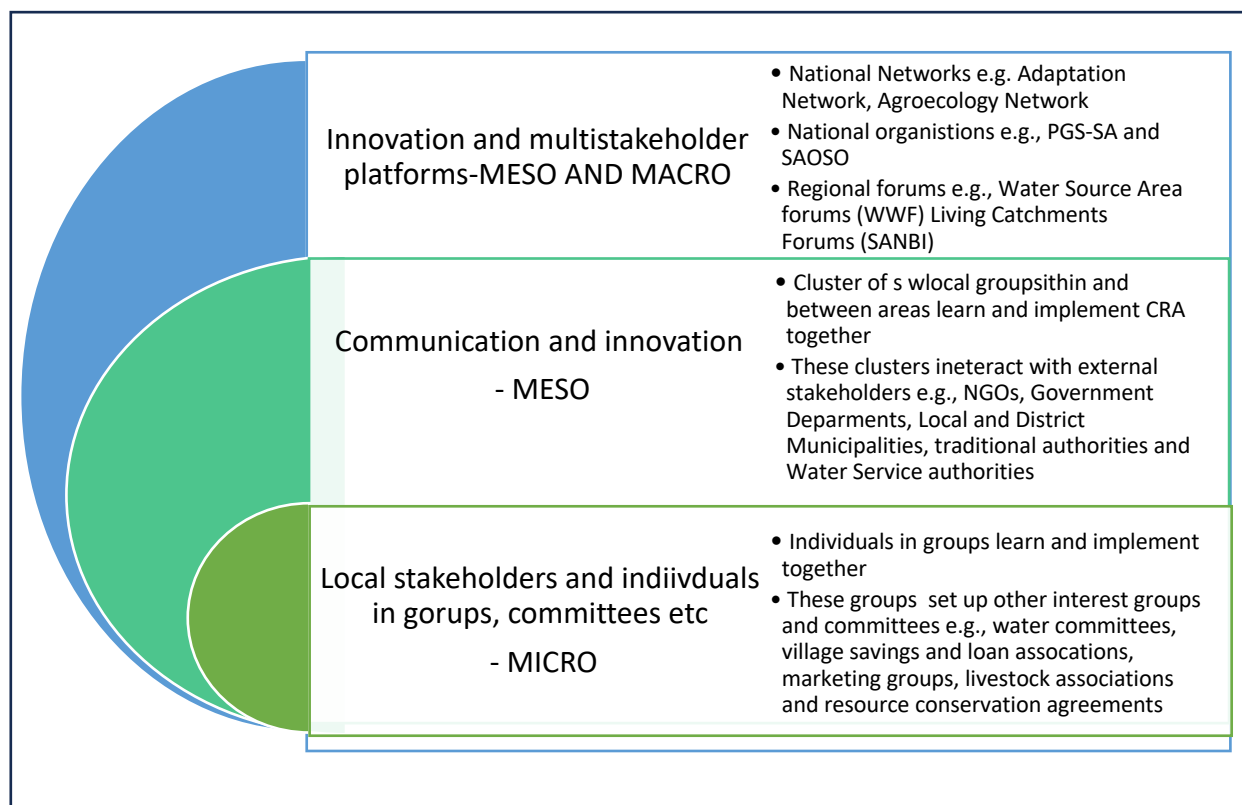 Innovation and multistakeholder
platforms-MESO AND MACRO
• National Networks e.g. Adaptation
Network, Agroecology Network
• National organistions e.g., PGS-SA and
SAOSO
• Regional forums e.g., Water Source Area
forums (WWF) Living Catchments
Forums (SANBI)
Communication and innovation
- MESO
• Cluster of s wlocal groupsithin and
between areas learn and implement CRA
together
• These clusters ineteract with external
stakeholders e.g., NGOs, Government
Deparments, Local and District
Municipalities, traditional authorities and
Water Service authorities
Local stakeholders and indiivduals
in gorups, committees etc
- MICRO
• Individuals in groups learn and implement
together
• These groups  set up other interest groups
and committees e.g., water committees,
village savings and loan assocations,
marketing groups, livestock associations
and resource conservation agreements